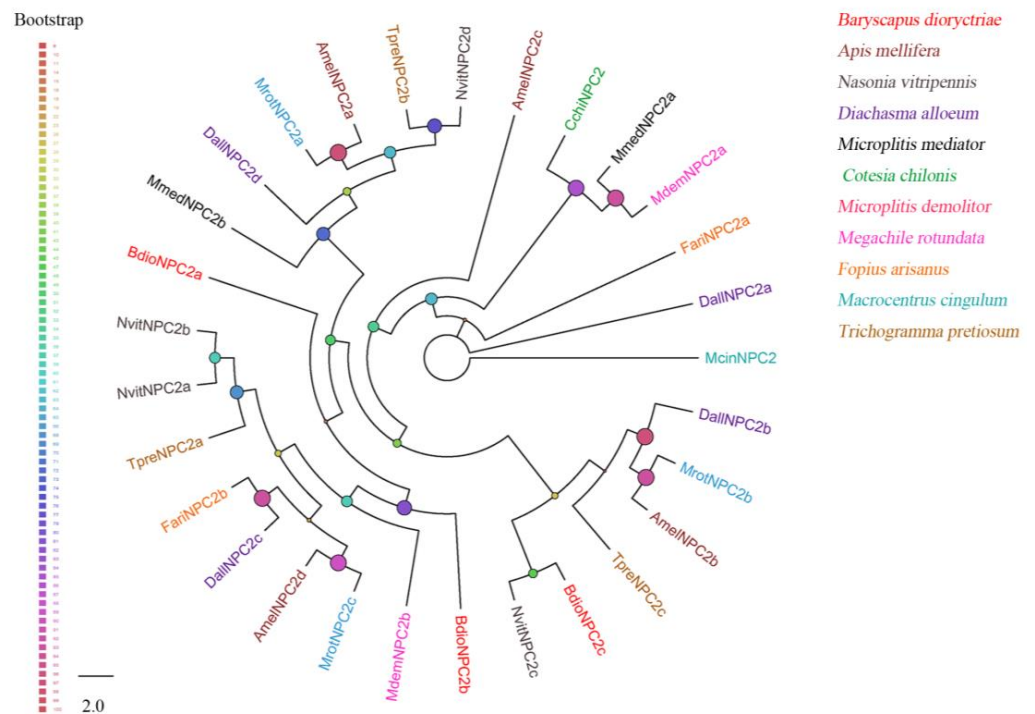 Bootstrap
2.0
AmelNPC2c
CchiNPC2
MmedNPC2a
MdemNPC2a
FariNPC2a
DallNPC2a
McinNPC2
DallNPC2b
MrotNPC2b
AmelNPC2b
TpreNPC2c
BdioNPC2c
NvitNPC2c
BdioNPC2b
MdemNPC2b
MrotNPC2c
AmelNPC2d
DallNPC2c
FariNPC2b
TpreNPC2a
NvitNPC2a
NvitNPC2b
BdioNPC2a
MmedNPC2b
DallNPC2d
MrotNPC2a
AmelNPC2a
TpreNPC2b
NvitNPC2d
Baryscapus dioryctriae
Apis mellifera
Nasonia vitripennis
Diachasma alloeum
Microplitis mediator
Cotesia chilonis
Microplitis demolitor
Megachile rotundata
Fopius arisanus
Macrocentrus cingulum
Trichogramma pretiosum